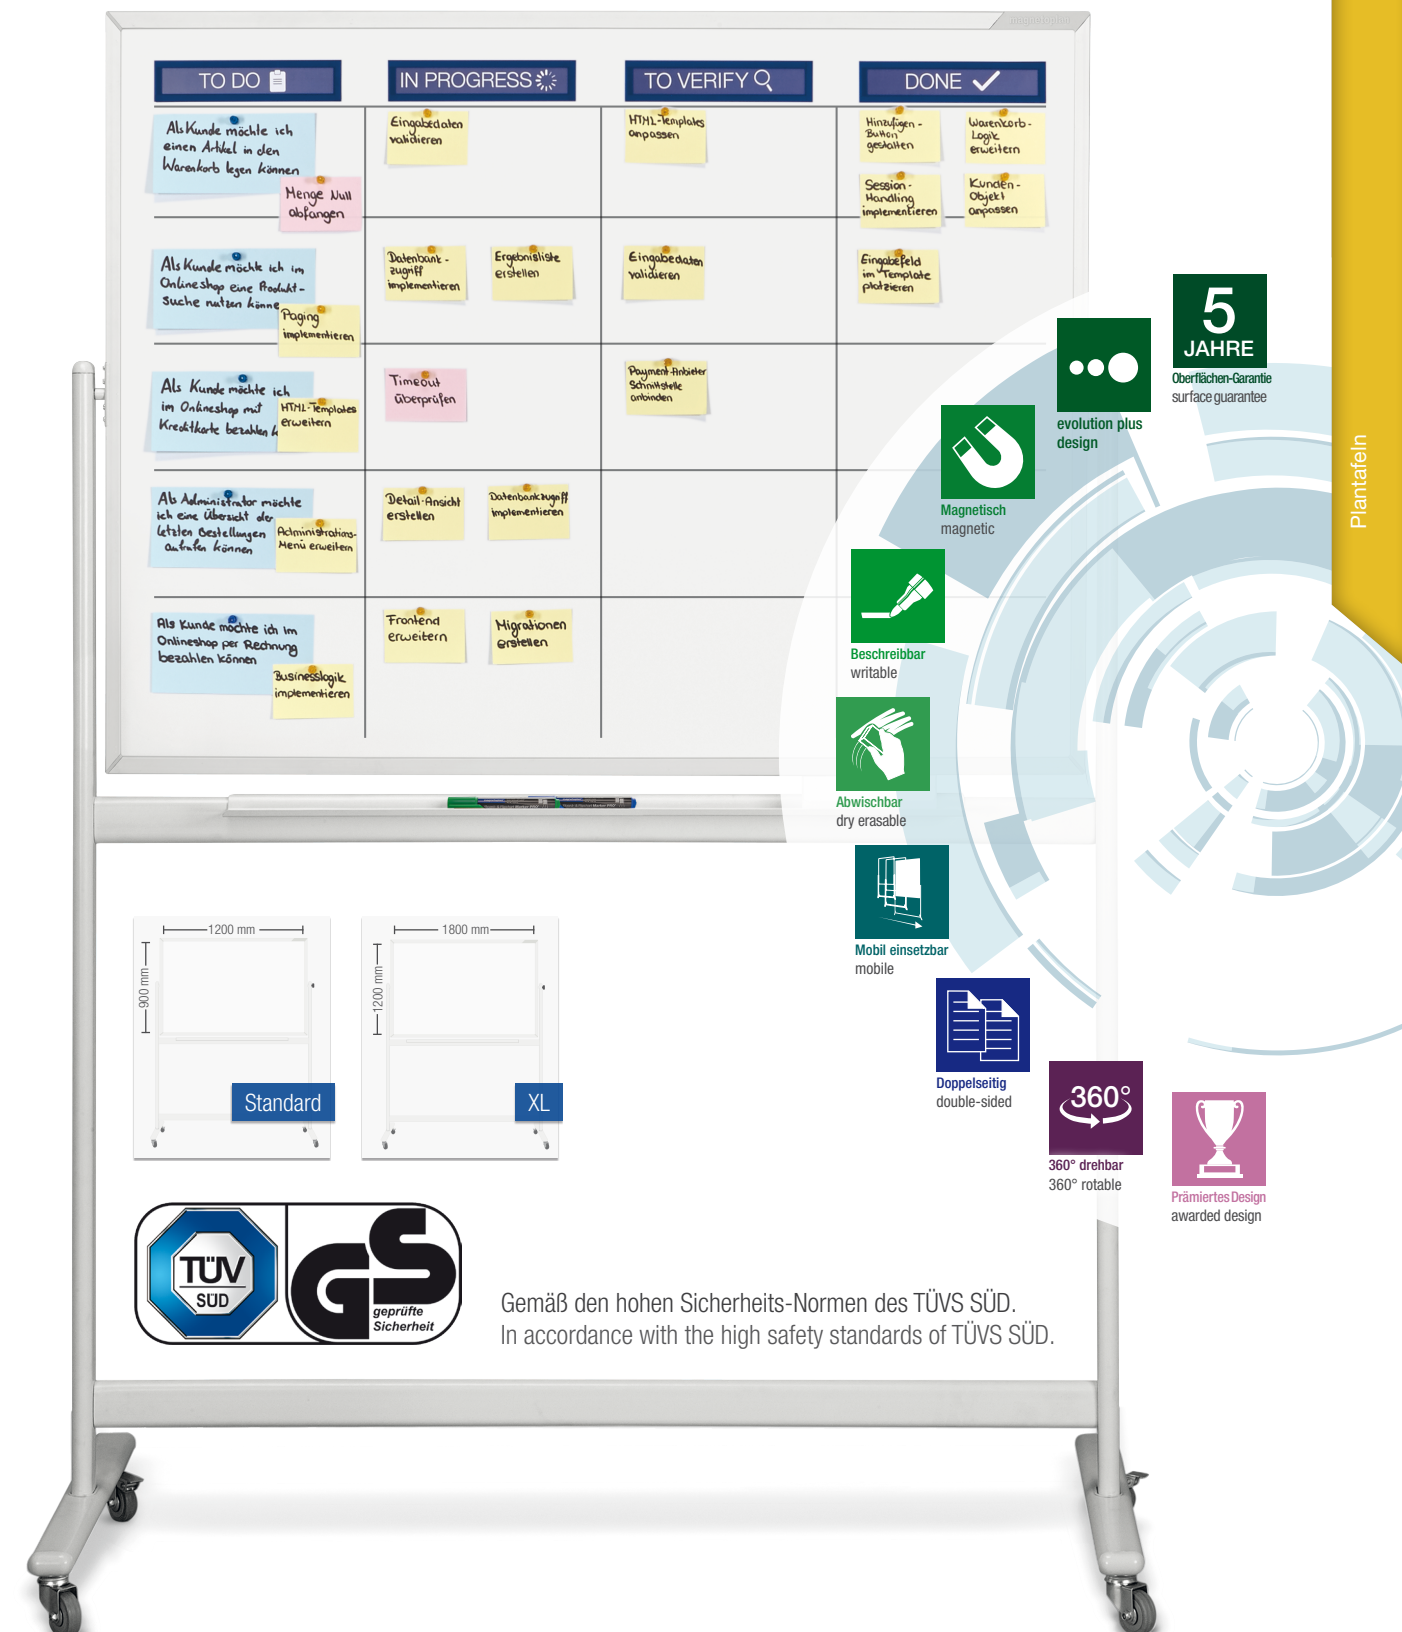 magnetoplan
TO DO
IN PROGRESS
TO VERIFY
DONE
Als Kunde möchte ich
einen Artikel in den
Warenkorb legen können
Menge Null
abfangen
Eingabedaten
validieren
HTML-Templates
anpassen
Hinzufügen-
Button
gestalten
Warenkorb-
Logik
erweitern
Session-
Handling
implementieren
Kunden-
Objekt
anpassen
Als Kunde möchte ich im
Onlineshop eine Produkt-
suche nutzen könne
Paging
implementieren
Datenbank-
zugriff
implementieren
Ergebnisliste
erstellen
Eingabedaten
validieren
Eingabefeld
im Template
platzieren
Als Kunde möchte ich
im Onlineshop mit
Kreditkarte bezahlen k
HTML-Templates
erweitern
Timeout
überprüfen
Payment-Anbieter
Schnittstelle
anbinden
Als Administrator möchte
ich eine Übersicht der
letzten Bestellungen
aufrufen können
Administrations-
Menü erweitern
Detail-Ansicht
erstellen
Datenbankzugriff
implementieren
Als Kunde möchte ich im
Onlineshop per Rechnung
bezahlen können
Businesslogik
implementieren
Frontend
erweitern
Migrationen
erstellen
5
JAHRE
Oberflächen-Garantie
surface guarantee
evolution plus
design
Magnetisch
magnetic
Beschreibbar
writable
Abwischbar
dry erasable
Mobil einsetzbar
mobile
Doppelseitig
double-sided
360°
360° drehbar
360° rotable
Prämiertes Design
awarded design
Plantafeln
1200 mm
900 mm
Standard
1800 mm
1200 mm
XL
TÜV
SÜD
GS
geprüfte
Sicherheit
Gemäß den hohen Sicherheits-Normen des TÜVS SÜD.
In accordance with the high safety standards of TÜVS SÜD.